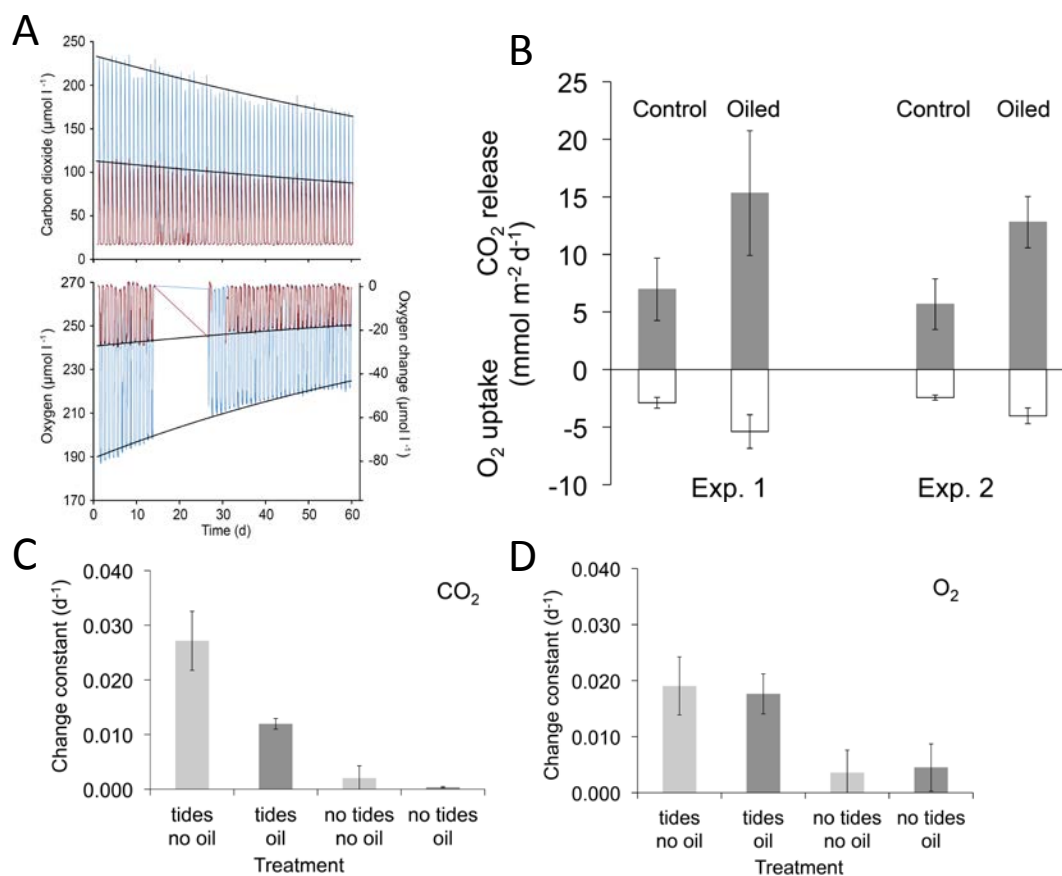 A
250
200
150
100
50
0
Carbon dioxide (µmol l⁻¹)
270
250
230
210
190
170
Oxygen (µmol l⁻¹)
0
-20
-40
-60
-80
Oxygen change (µmol l⁻¹)
0 10 20 30 40 50 60
Time (d)
B
25
20
15
10
5
0
-5
-10
O₂ uptake CO₂ release
(mmol m⁻² d⁻¹)
Control Oiled Control Oiled
Exp. 1 Exp. 2
C
CO₂
0.040
0.030
0.020
0.010
0.000
Change constant (d⁻¹)
tides tides no tides no tides
no oil oil no oil oil
Treatment
D
O₂
0.040
0.030
0.020
0.010
0.000
Change constant (d⁻¹)
tides tides no tides no tides
no oil oil no oil oil
Treatment